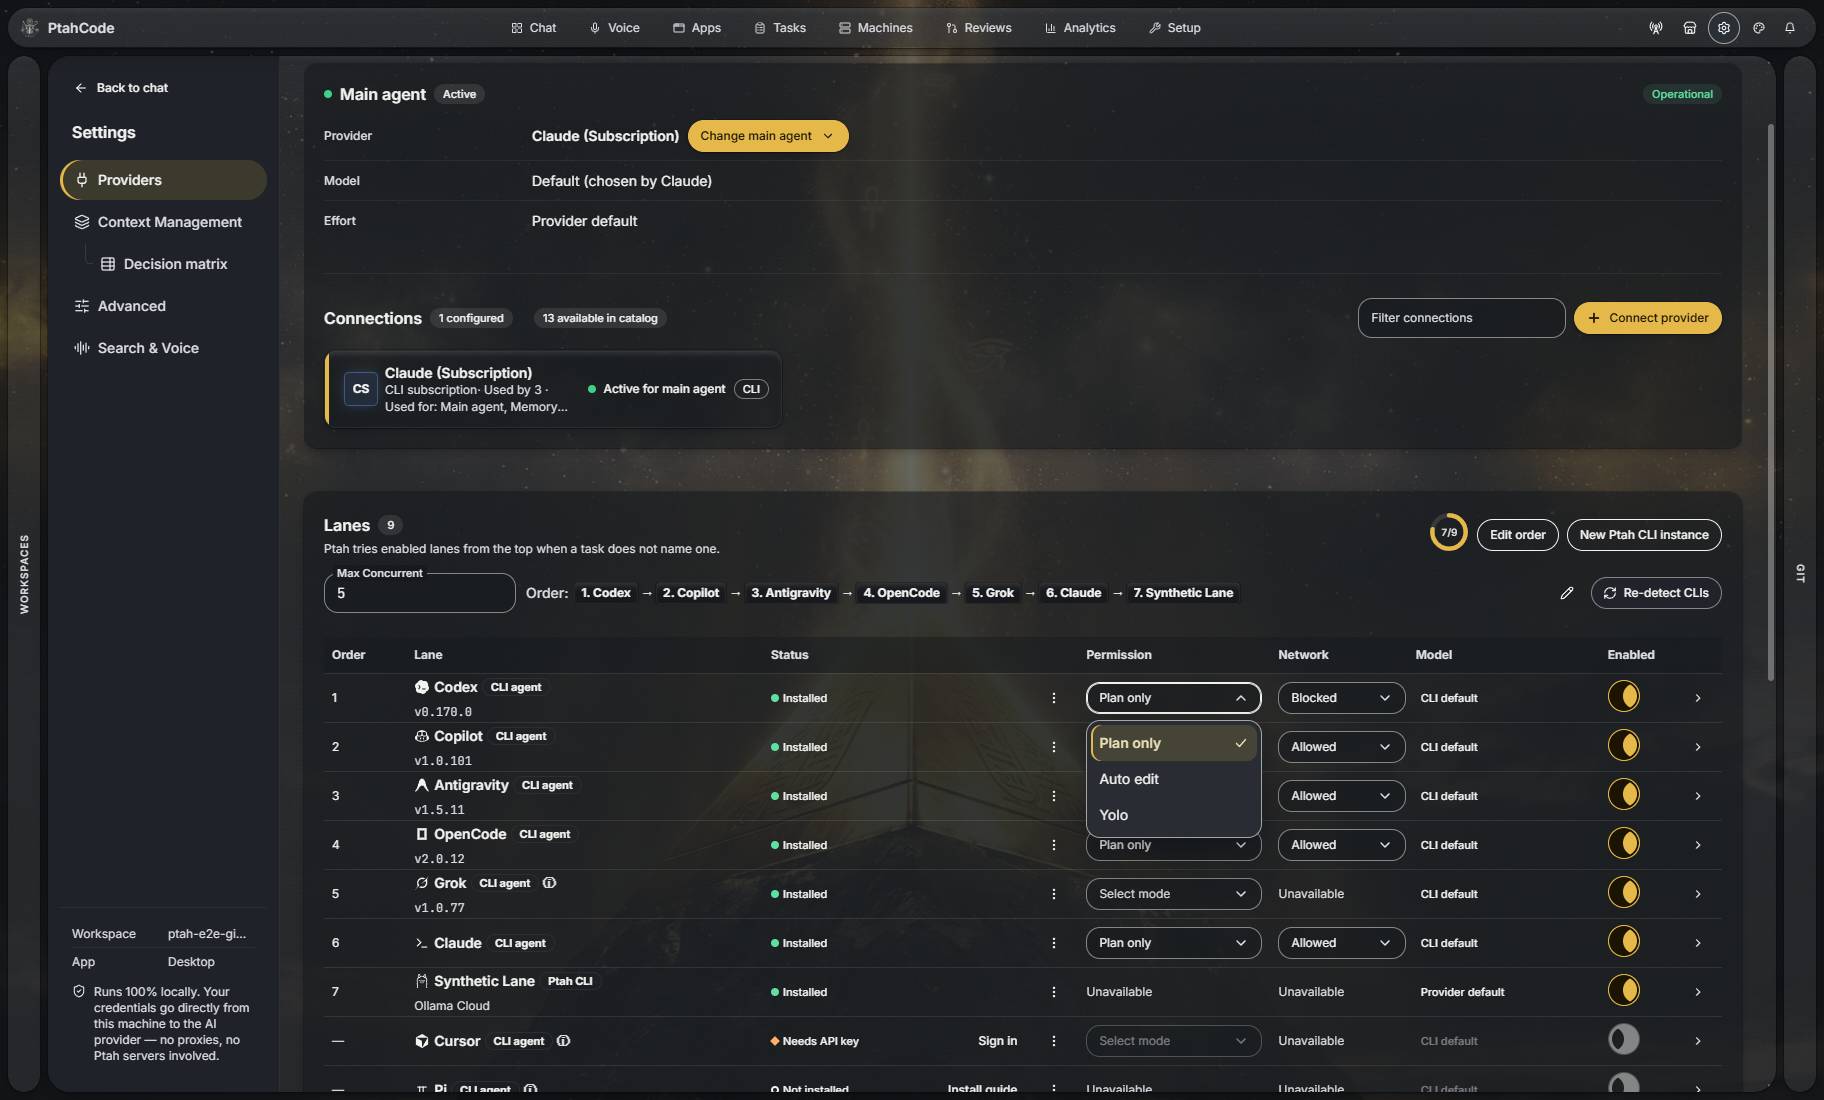 PtahCode
Chat
Voice
Apps
Tasks
Machines
Reviews
Analytics
Setup
WORKSPACES
Back to chat
Settings
Providers
Context Management
Decision matrix
Advanced
Search & Voice
Workspace ptah-e2e-gi...
App Desktop
Runs 100% locally. Your
credentials go directly from
this machine to the AI
provider — no proxies, no
Ptah servers involved.
Main agent Active Operational
Provider Claude (Subscription) Change main agent
Model Default (chosen by Claude)
Effort Provider default
Connections 1 configured 13 available in catalog Filter connections + Connect provider
CS
Claude (Subscription)
CLI subscription· Used by 3 ·
Used for: Main agent, Memory...
Active for main agent CLI
Lanes 9
Ptah tries enabled lanes from the top when a task does not name one.
7/9 Edit order New Ptah CLI instance
Max Concurrent
5
Order: 1. Codex → 2. Copilot → 3. Antigravity → 4. OpenCode → 5. Grok → 6. Claude → 7. Synthetic Lane
Re-detect CLIs
Order Lane Status Permission Network Model Enabled
1 Codex CLI agent Installed Plan only Blocked CLI default
v0.170.0
2 Copilot CLI agent Installed Allowed CLI default
v1.0.101
3 Antigravity CLI agent Installed Allowed CLI default
v1.5.11
Plan only
Auto edit
Yolo
4 OpenCode CLI agent Installed Plan only Allowed CLI default
v2.0.12
5 Grok CLI agent Installed Select mode Unavailable CLI default
v1.0.77
6 Claude CLI agent Installed Plan only Allowed CLI default
7 Synthetic Lane Ptah CLI Installed Unavailable Unavailable Provider default
Ollama Cloud
— Cursor CLI agent Needs API key Sign in Select mode Unavailable CLI default
— Pi CLI agent Not installed Install guide Unavailable Unavailable CLI default
GIT